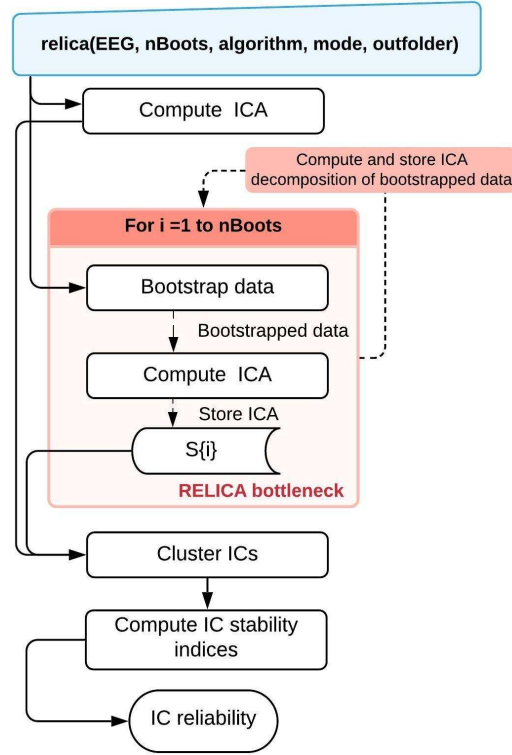 relica(EEG, nBoots, algorithm, mode, outfolder)
Compute ICA
Compute and store ICA
decomposition of bootstrapped data
For i =1 to nBoots
Bootstrap data
Bootstrapped data
Compute ICA
Store ICA
S{i}
RELICA bottleneck
Cluster ICs
Compute IC stability
indices
IC reliability